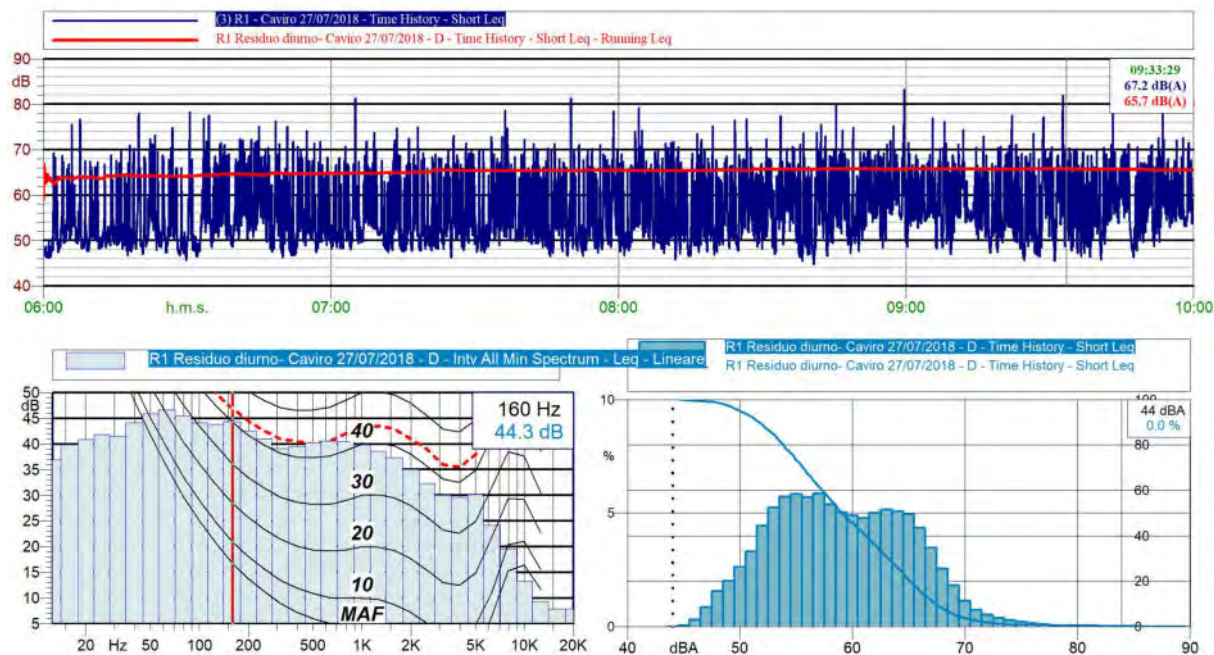 (3) R1 - Caviro 27/07/2018 - Time History - Short Leq
R1 Residuo diurno- Caviro 27/07/2018 - D - Time History - Short Leq - Running Leq
90
dB
80
70
60
50
40
09:33:29
67.2 dB(A)
65.7 dB(A)
06:00 h.m.s. 07:00 08:00 09:00 10:00
R1 Residuo diurno- Caviro 27/07/2018 - D - Intv All Min Spectrum - Leq - Lineare
50
dB
45
40
35
30
25
20
15
10
5
160 Hz
44.3 dB
40
30
20
10
MAF
20 Hz 50 100 200 500 1K 2K 5K 10K 20K
R1 Residuo diurno- Caviro 27/07/2018 - D - Time History - Short Leq
R1 Residuo diurno- Caviro 27/07/2018 - D - Time History - Short Leq
10
%
5
0
100
80
60
40
20
0
44 dBA
0.0 %
40 dBA 50 60 70 80 90